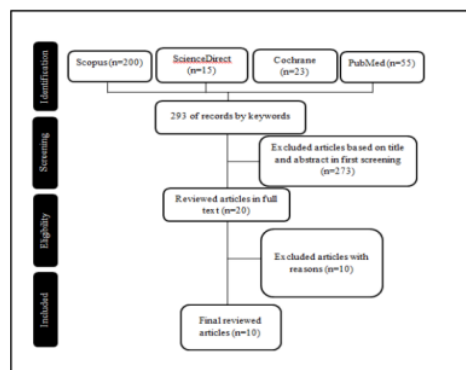 Identification
Scopus (n=200)
ScienceDirect
(n=15)
Cochrane
(n=23)
PubMed (n=55)
293 of records by keywords
Screening
Excluded articles based on title
and abstract in first screening
(n=273)
Reviewed articles in full
text (n=20)
Eligibility
Excluded articles with
reasons (n=10)
Included
Final reviewed
articles (n=10)